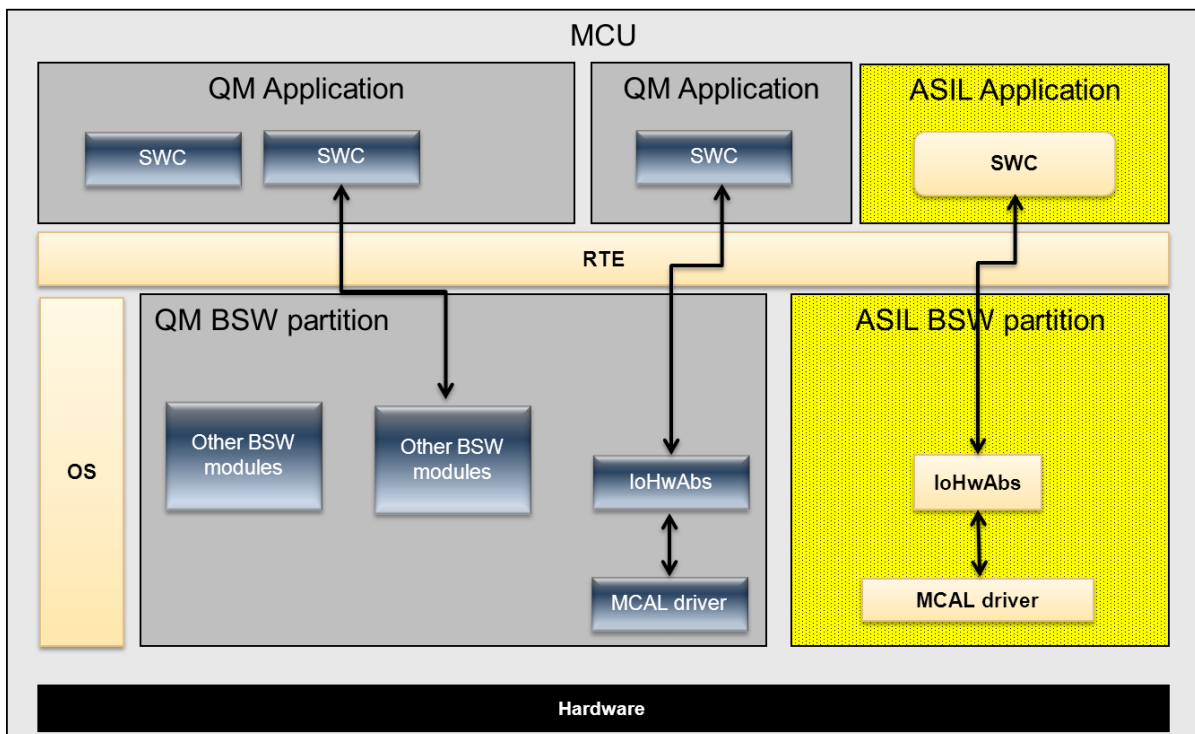 MCU
QM Application
QM Application
ASIL Application
SWC
SWC
SWC
SWC
RTE
QM BSW partition
ASIL BSW partition
OS
Other BSW
modules
Other BSW
modules
IoHwAbs
IoHwAbs
MCAL driver
MCAL driver
Hardware